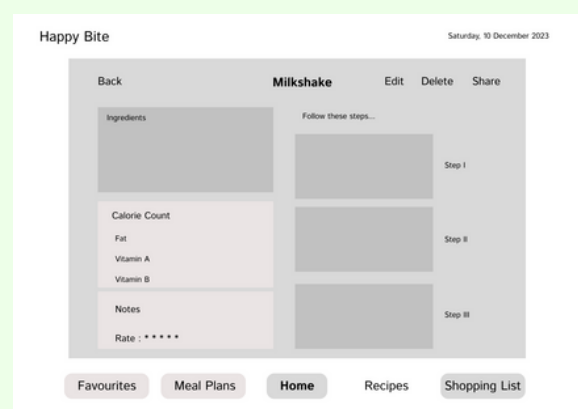 Happy Bite
Saturday, 10 December 2023
Back
Milkshake
Edit Delete Share
Ingredients
Follow these steps...
Step I
Calorie Count
Fat
Vitamin A
Vitamin B
Step II
Notes
Rate : * * * * *
Step III
Favourites Meal Plans Home Recipes Shopping List